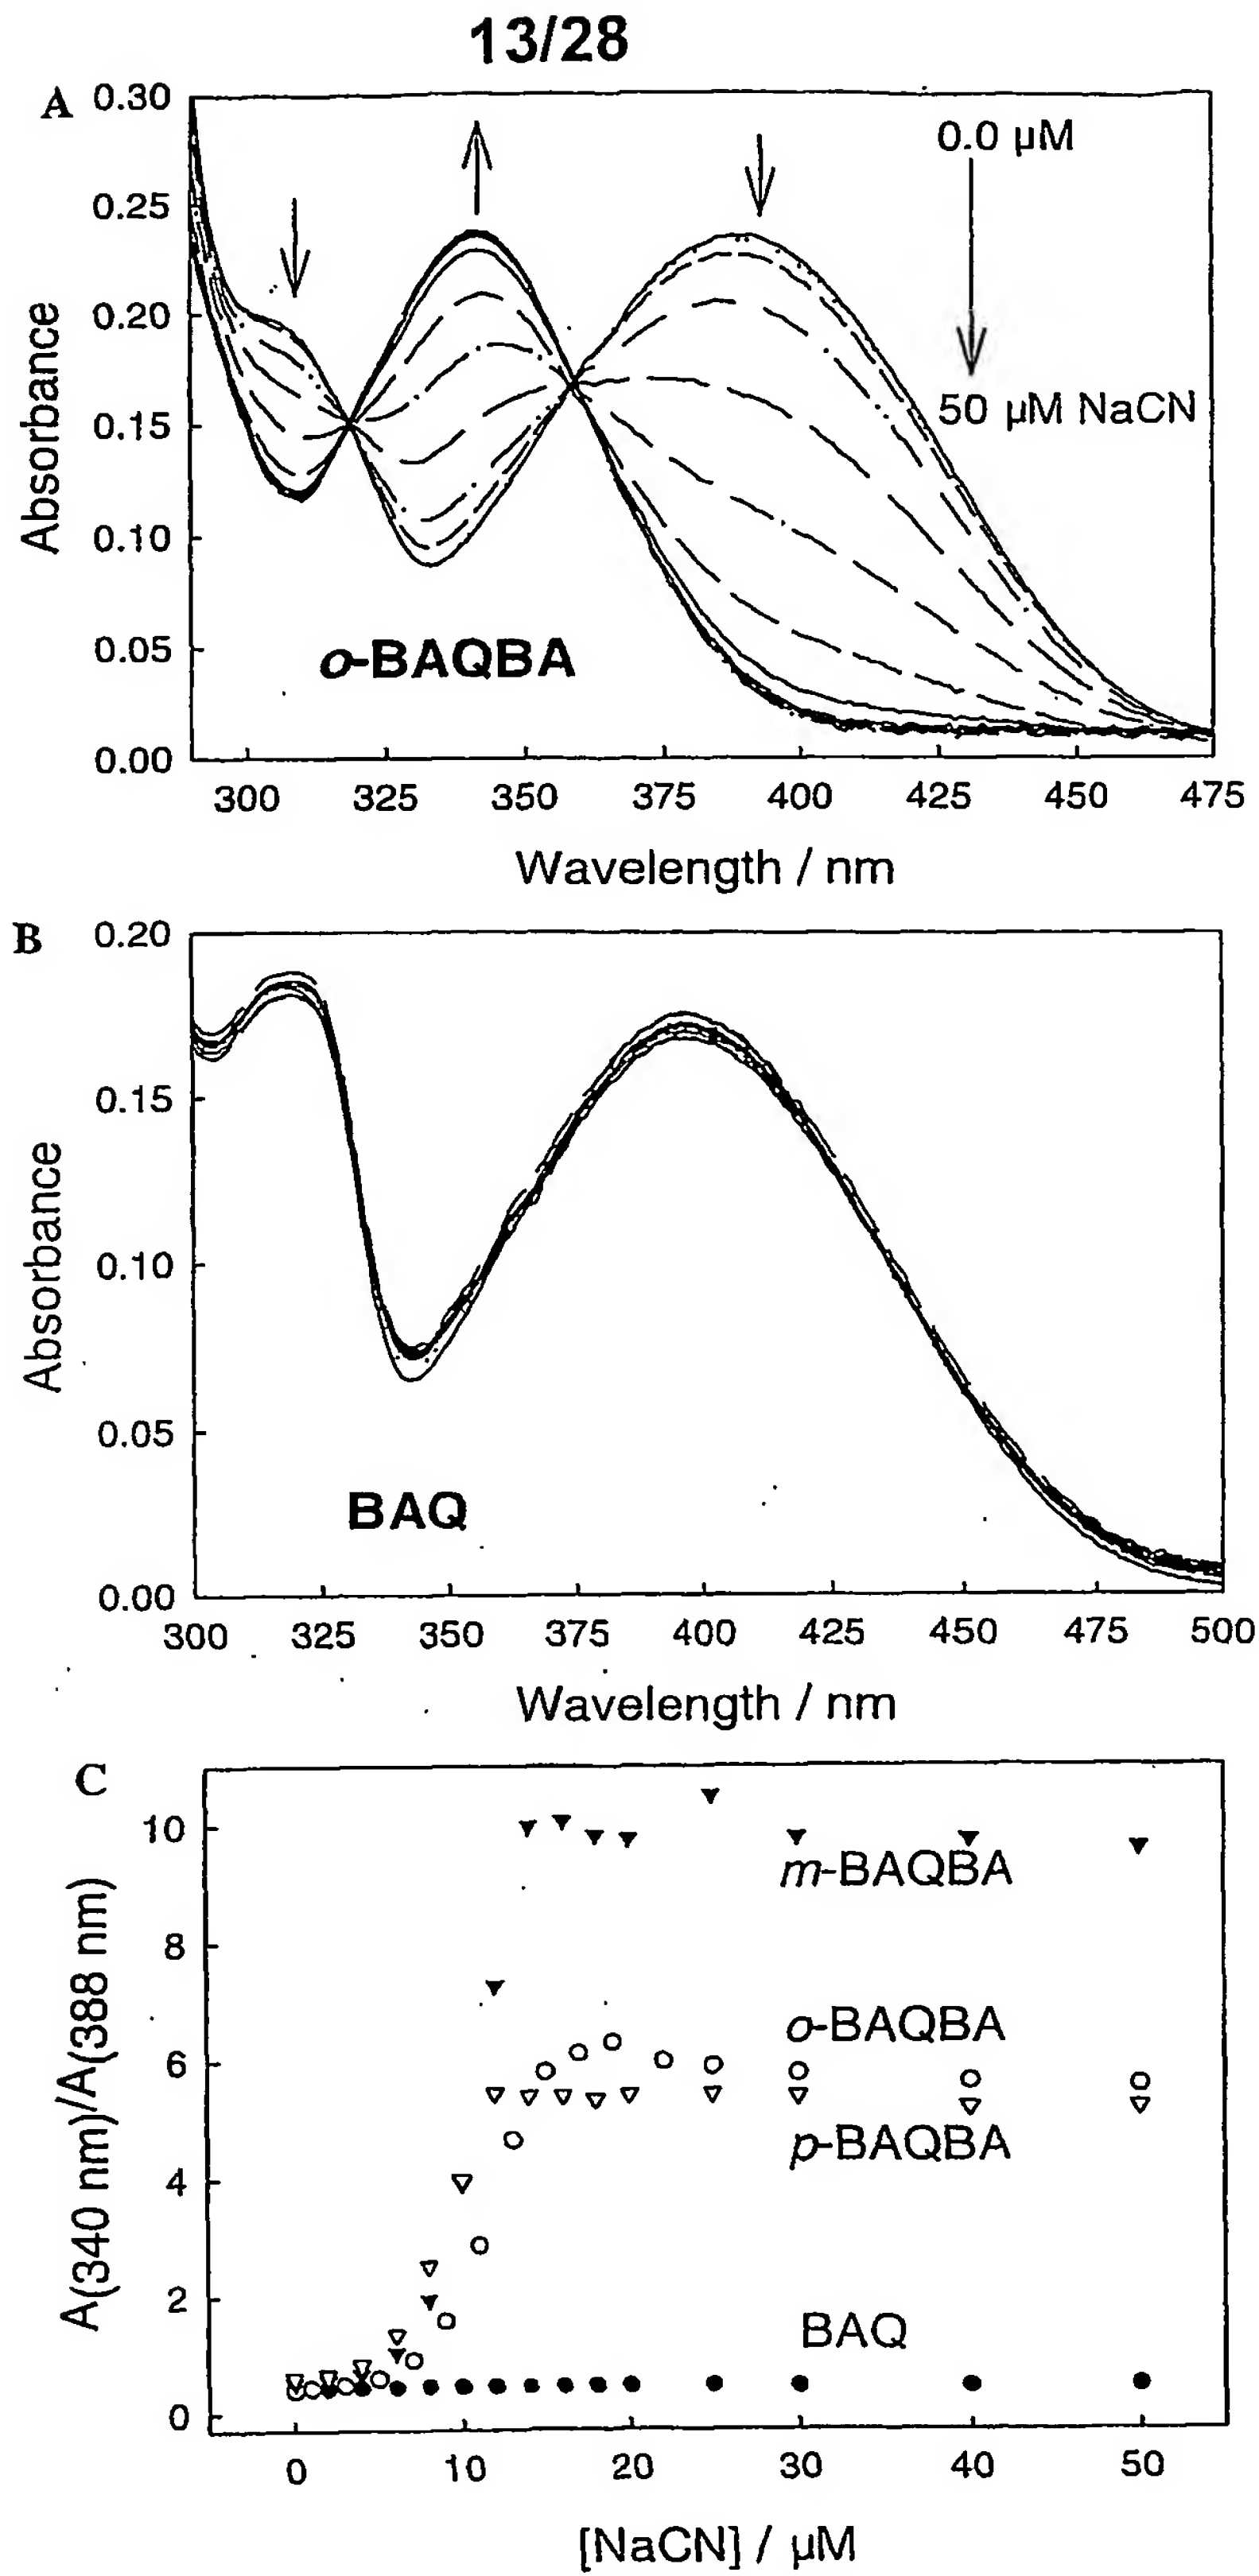 13/28
A
0.30
0.25
0.20
0.15
0.10
0.05
0.00
Absorbance
0.0 µM
50 µM NaCN
o-BAQBA
300 325 350 375 400 425 450 475
Wavelength / nm
B
0.20
0.15
0.10
0.05
0.00
Absorbance
BAQ
300 325 350 375 400 425 450 475 500
Wavelength / nm
C
10
8
6
4
2
0
A(340 nm)/A(388 nm)
m-BAQBA
o-BAQBA
p-BAQBA
BAQ
0 10 20 30 40 50
[NaCN] / µM